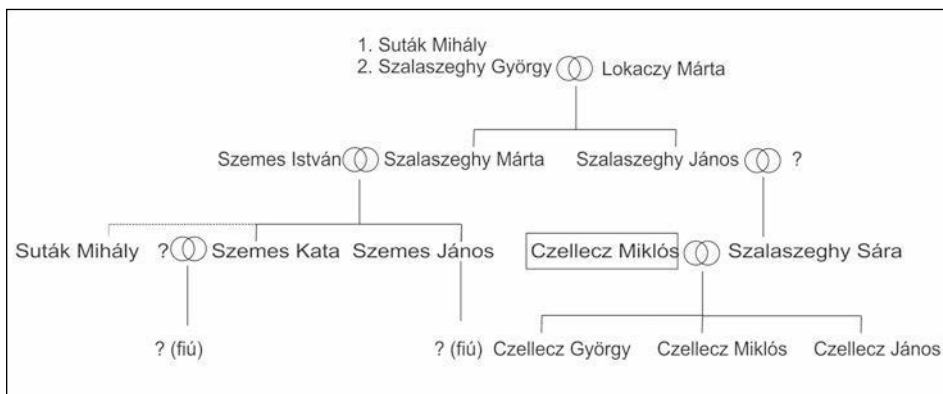 1. Suták Mihály
2. Szalaszeghy György Lokaczy Márta
Szemes István Szalaszeghy Márta Szalaszeghy János ?
Suták Mihály ? Szemes Kata Szemes János Czellecz Miklós Szalaszeghy Sára
? (fiú) ? (fiú) Czellecz György Czellecz Miklós Czellecz János